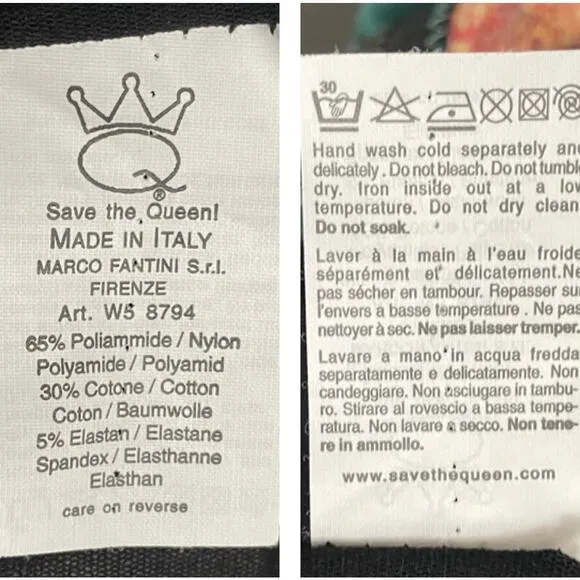 Save the Queen!
MADE IN ITALY
MARCO FANTINI S.r.l.
FIRENZE
Art. W5 8794
65% Poliammide / Nylon
Polyamide / Polyamid
30% Cotone / Cotton
Coton / Baumwolle
5% Elastan / Elastane
Spandex / Elasthanne
Elasthan
care on reverse
30
Hand wash cold separately and
delicately. Do not bleach. Do not tumble
dry. Iron inside out at a low
temperature. Do not dry clean.
Do not soak.
Laver à la main à l'eau froide
séparément et délicatement.Ne
pas sécher en tambour. Repasser sur
l'envers a basse temperature . Ne pas
nettoyer à sec. Ne pas laisser tremper.
Lavare a mano in acqua fredda
separatamente e delicatamente. Non
candeggiare. Non asciugare in tambu-
ro. Stirare al rovescio a bassa tempe-
ratura. Non lavare a secco. Non tene-
re in ammollo.
www.savethequeen.com